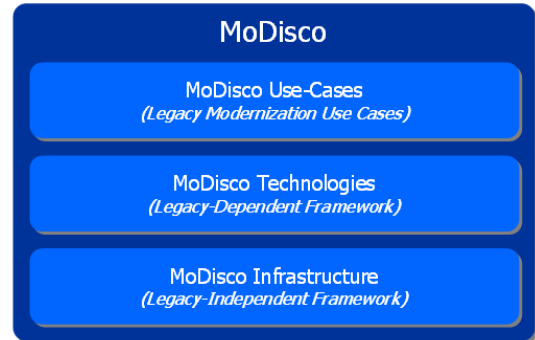 MoDisco
MoDisco Use-Cases
(Legacy Modernization Use Cases)
MoDisco Technologies
(Legacy-Dependent Framework)
MoDisco Infrastructure
(Legacy-Independent Framework)